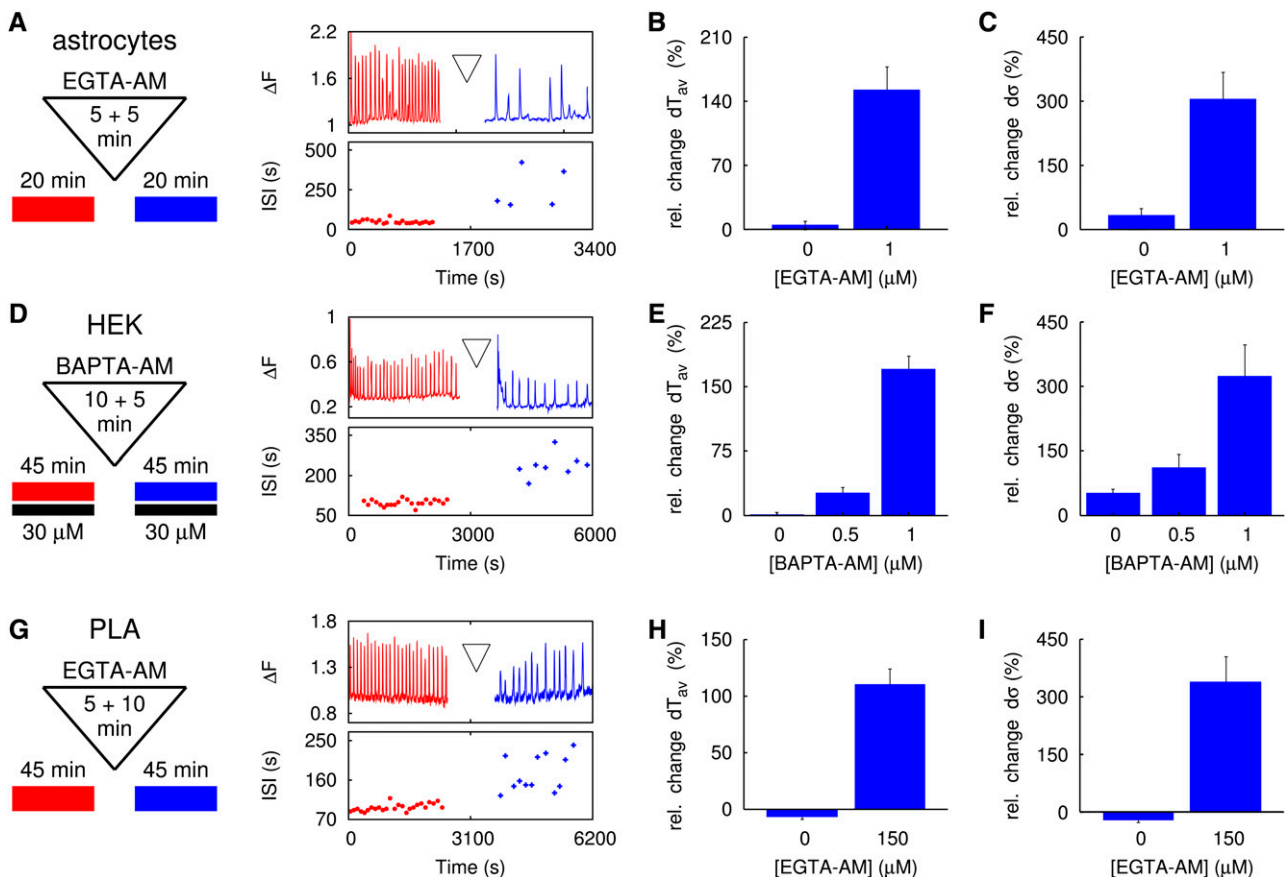 A
astrocytes
EGTA-AM
5 + 5
min
20 min
20 min
ΔF
2.2
1.6
1
ISI (s)
500
250
0
0
1700
3400
Time (s)
B
rel. change dTav (%)
210
140
70
0
0
1
[EGTA-AM] (μM)
C
rel. change dσ (%)
450
300
150
0
0
1
[EGTA-AM] (μM)
D
HEK
BAPTA-AM
10 + 5
min
45 min
45 min
30 μM
30 μM
ΔF
1
0.6
0.2
ISI (s)
350
200
50
0
3000
6000
Time (s)
E
rel. change dTav (%)
225
150
75
0
0
0.5
1
[BAPTA-AM] (μM)
F
rel. change dσ (%)
450
300
150
0
0
0.5
1
[BAPTA-AM] (μM)
G
PLA
EGTA-AM
5 + 10
min
45 min
45 min
ΔF
1.8
1.3
0.8
ISI (s)
250
160
70
0
3100
6200
Time (s)
H
rel. change dTav (%)
150
100
50
0
50
0
150
[EGTA-AM] (μM)
I
rel. change dσ (%)
450
300
150
0
150
0
150
[EGTA-AM] (μM)